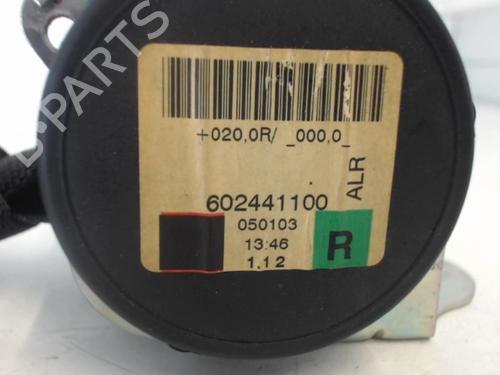 B-PARTS
+020,0R/ _000,0_
ALR
602441100
050103
13:46
1.12
R